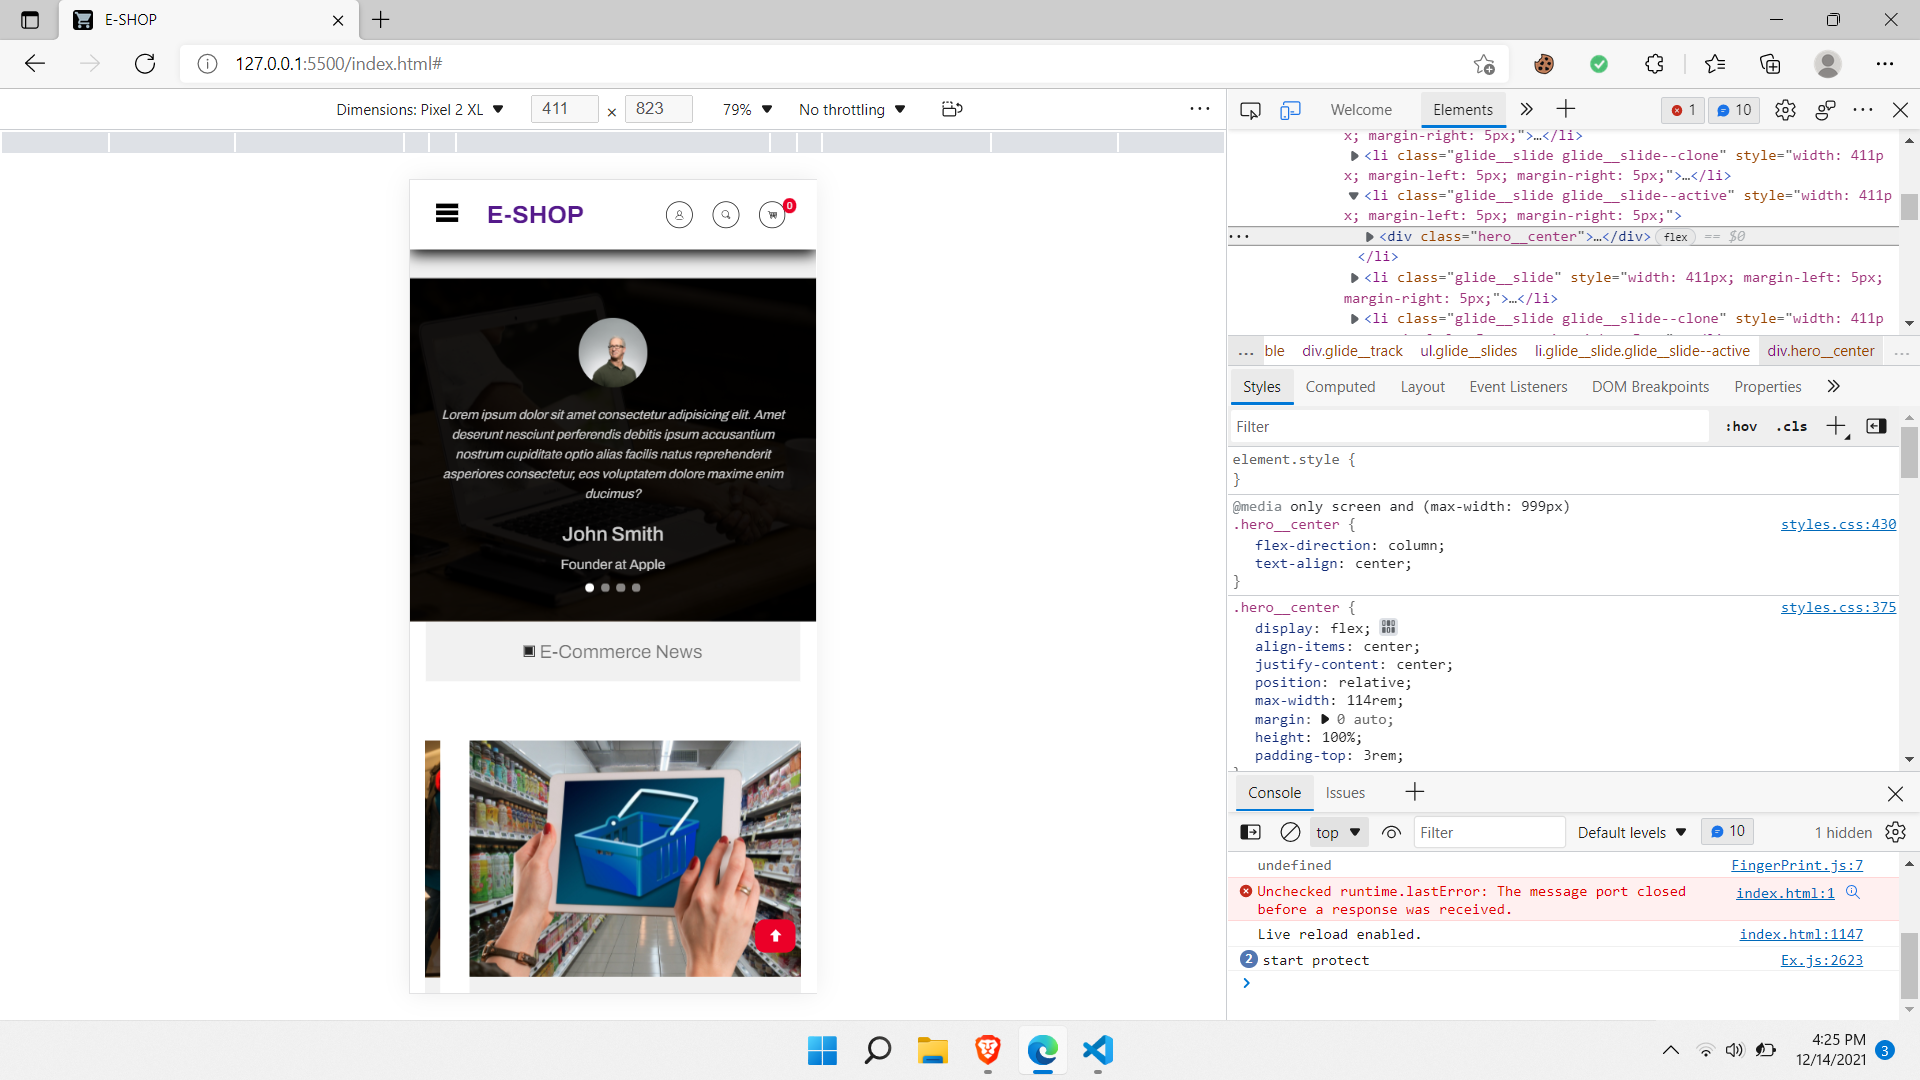 E-SHOP
127.0.0.1:5500/index.html#
Dimensions: Pixel 2 XL 411 × 823 79% No throttling
Welcome Elements 1 10
E-SHOP 0
Lorem ipsum dolor sit amet consectetur adipisicing elit. Amet
deserunt nesciunt perferendis debitis ipsum accusantium
nostrum cupiditate optio alias facilis natus reprehenderit
asperiores consectetur, eos voluptatem dolore maxime enim
ducimus?
John Smith
Founder at Apple
E-Commerce News
x; margin-right: 5px;">…</li>
<li class="glide__slide glide__slide--clone" style="width: 411p
x; margin-left: 5px; margin-right: 5px;">…</li>
<li class="glide__slide glide__slide--active" style="width: 411p
x; margin-left: 5px; margin-right: 5px;">
<div class="hero__center">…</div> flex == $0
</li>
<li class="glide__slide" style="width: 411px; margin-left: 5px;
margin-right: 5px;">…</li>
<li class="glide__slide glide__slide--clone" style="width: 411p
... ble div.glide__track ul.glide__slides li.glide__slide.glide__slide--active div.hero__center ...
Styles Computed Layout Event Listeners DOM Breakpoints Properties
Filter :hov .cls
element.style {
}
@media only screen and (max-width: 999px)
.hero__center { styles.css:430
flex-direction: column;
text-align: center;
}
.hero__center { styles.css:375
display: flex;
align-items: center;
justify-content: center;
position: relative;
max-width: 114rem;
margin: 0 auto;
height: 100%;
padding-top: 3rem;
Console Issues
top Filter Default levels 10 1 hidden
undefined FingerPrint.js:7
Unchecked runtime.lastError: The message port closed index.html:1
before a response was received.
Live reload enabled. index.html:1147
2 start protect Ex.js:2623
4:25 PM
12/14/2021 3